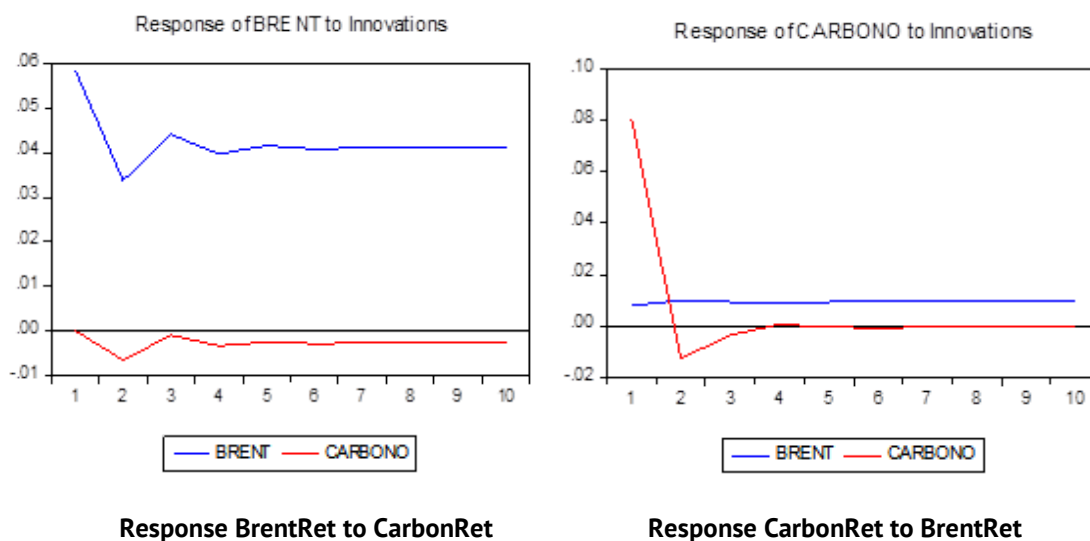 Response of BRENT to Innovations
.06
.05
.04
.03
.02
.01
.00
-.01
1 2 3 4 5 6 7 8 9 10
BRENT CARBONO
Response BrentRet to CarbonRet
Response of CARBONO to Innovations
.10
.08
.06
.04
.02
.00
-.02
1 2 3 4 5 6 7 8 9 10
BRENT CARBONO
Response CarbonRet to BrentRet